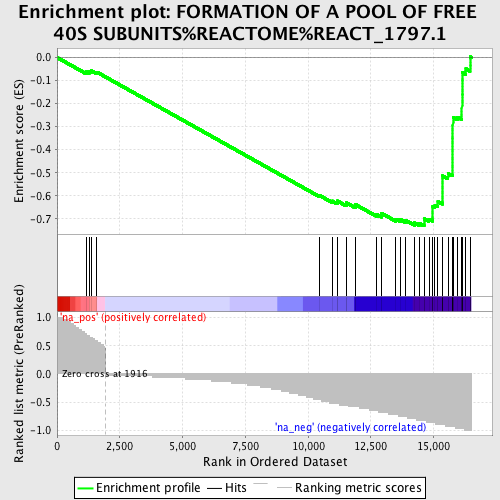 Enrichment plot: FORMATION OF A POOL OF FREE
40S SUBUNITS%REACTOME%REACT_1797.1
Enrichment score (ES)
0.0
-0.1
-0.2
-0.3
-0.4
-0.5
-0.6
-0.7
Ranked list metric (PreRanked)
1.0
0.5
0.0
-0.5
-1.0
'na_pos' (positively correlated)
Zero cross at 1916
'na_neg' (negatively correlated)
0
2,500
5,000
7,500
10,000
12,500
15,000
Rank in Ordered Dataset
Enrichment profile
Hits
Ranking metric scores